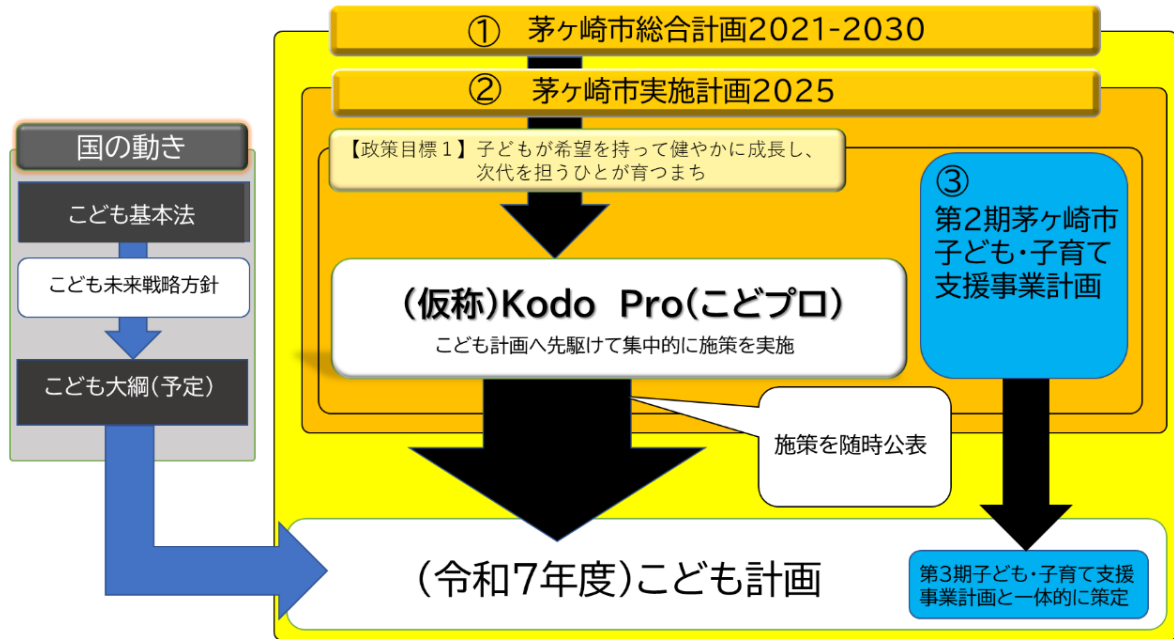 ① 茅ヶ崎市総合計画2021-2030
② 茅ヶ崎市実施計画2025
国の動き
こども基本法
こども未来戦略方針
こども大綱(予定)
【政策目標1】子どもが希望を持って健やかに成長し、
次代を担うひとが育つまち
(仮称)Kodo Pro(こどプロ)
こども計画へ先駆けて集中的に施策を実施
③
第2期茅ヶ崎市
子ども・子育て
支援事業計画
施策を随時公表
(令和7年度)こども計画
第3期子ども・子育て支援
事業計画と一体的に策定